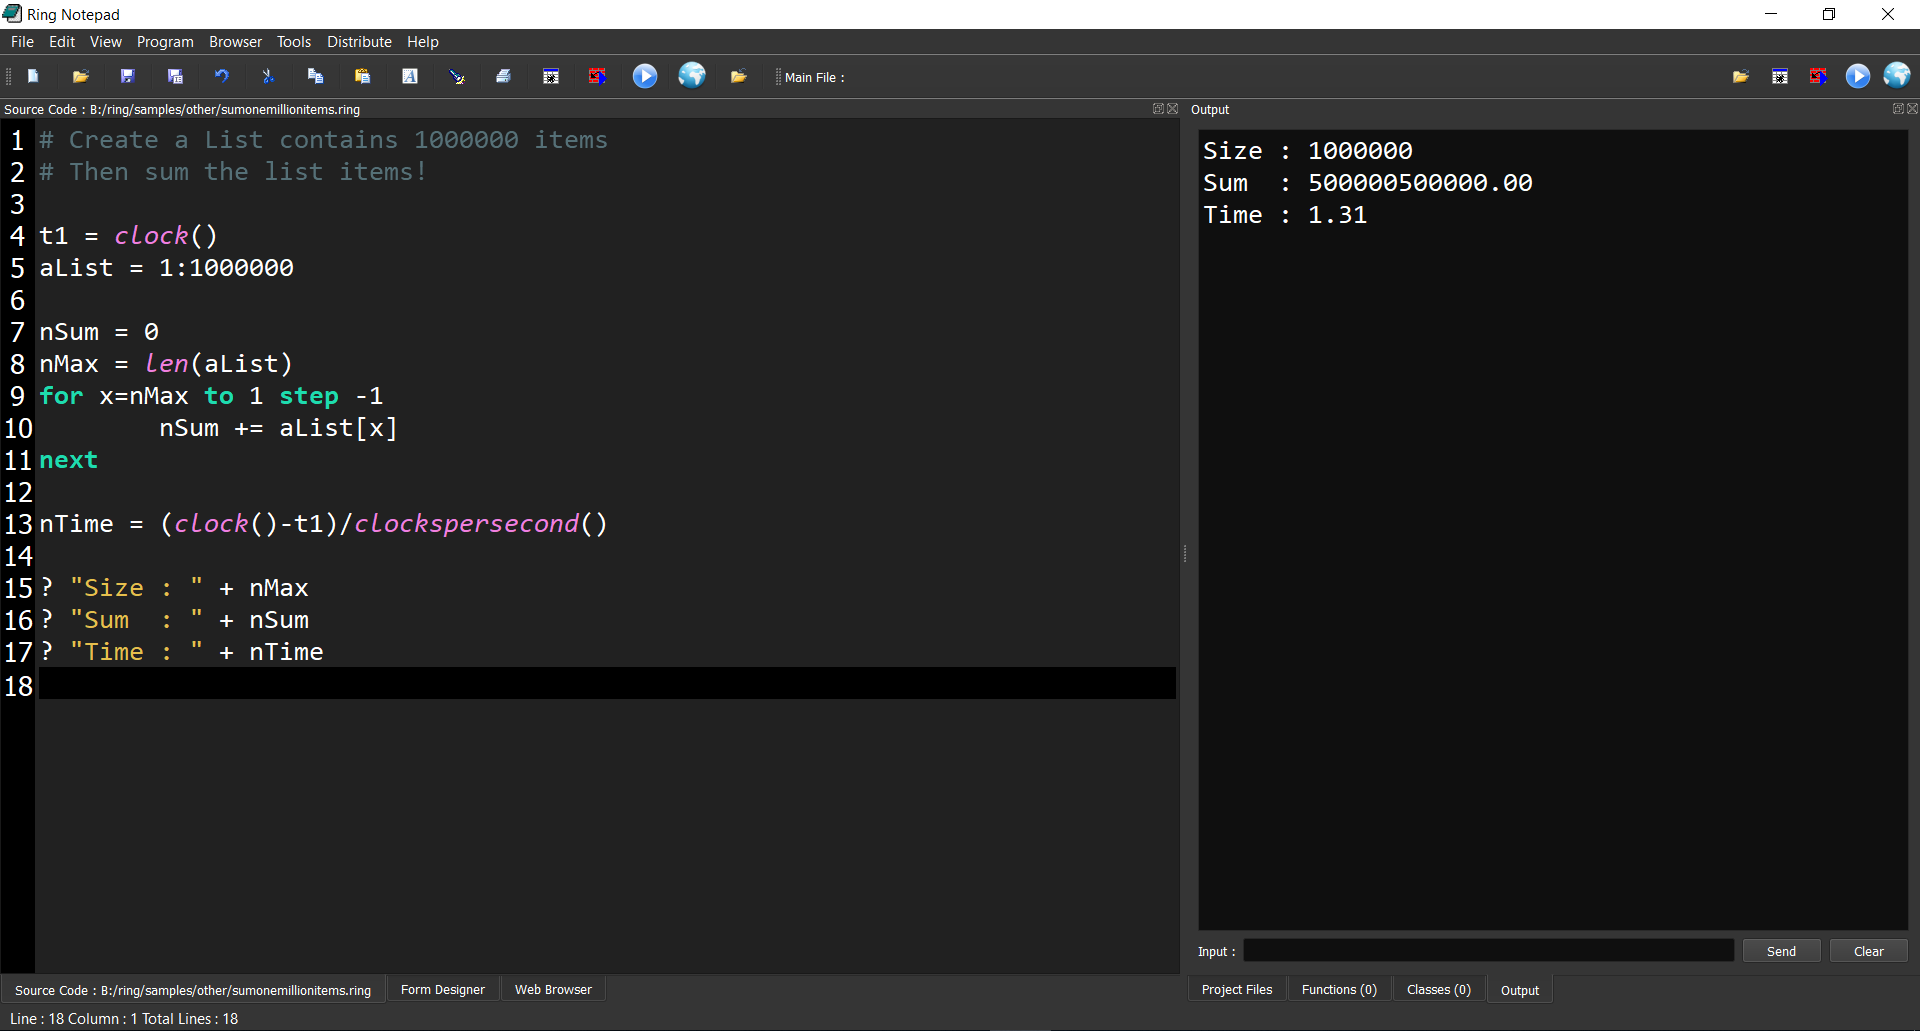 Ring Notepad
File Edit View Program Browser Tools Distribute Help
Main File :
Source Code : B:/ring/samples/other/sumonemillionitems.ring
1 # Create a List contains 1000000 items
2 # Then sum the list items!
3
4 t1 = clock()
5 aList = 1:1000000
6
7 nSum = 0
8 nMax = len(aList)
9 for x=nMax to 1 step -1
10 nSum += aList[x]
11 next
12
13 nTime = (clock()-t1)/clockspersecond()
14
15 ? "Size : " + nMax
16 ? "Sum  : " + nSum
17 ? "Time : " + nTime
18
Output
Size : 1000000
Sum  : 500000500000.00
Time : 1.31
Input : Send Clear
Source Code : B:/ring/samples/other/sumonemillionitems.ring Form Designer Web Browser
Project Files Functions (0) Classes (0) Output
Line : 18 Column : 1 Total Lines : 18